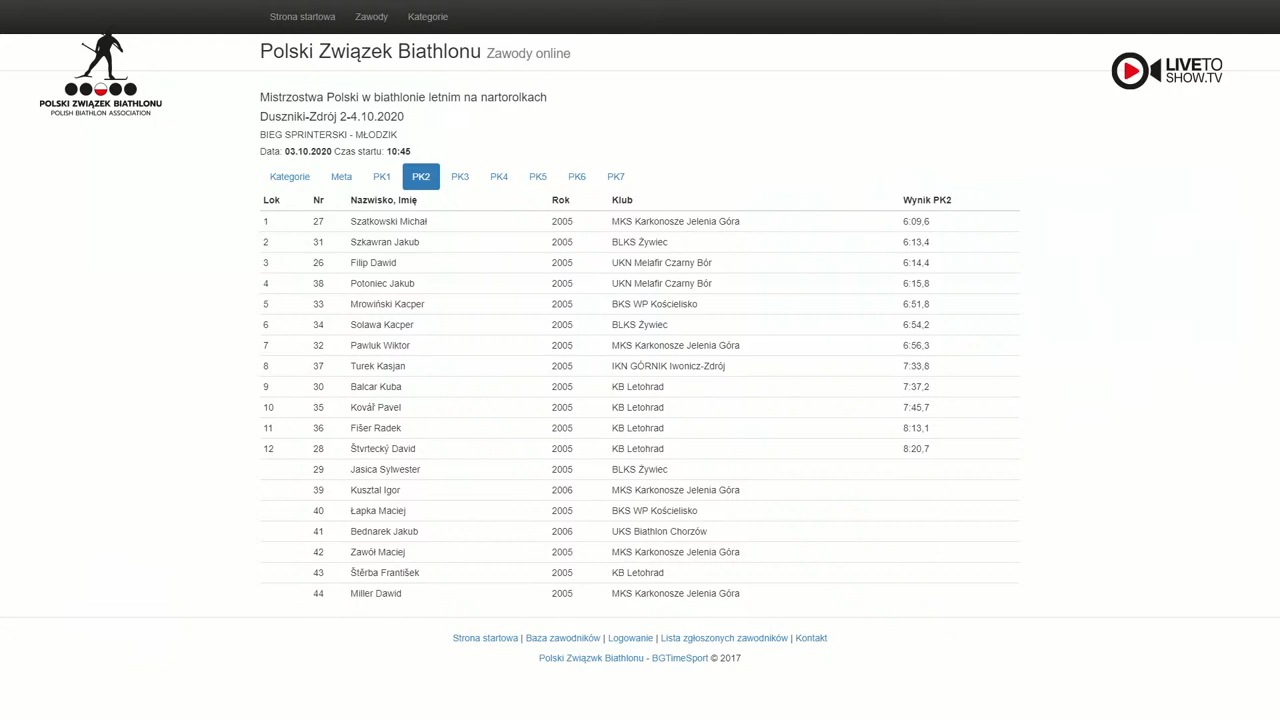 Strona startowa Zawody Kategorie
Polski Związek Biathlonu Zawody online
POLSKI ZWIĄZEK BIATHLONU
POLISH BIATHLON ASSOCIATION
LIVETO
SHOW.TV
Mistrzostwa Polski w biathlonie letnim na nartorolkach
Duszniki-Zdrój 2-4.10.2020
BIEG SPRINTERSKI - MŁODZIK
Data: 03.10.2020 Czas startu: 10:45
Kategorie Meta PK1 PK2 PK3 PK4 PK5 PK6 PK7
Lok Nr Nazwisko, Imię Rok Klub Wynik PK2
1 27 Szatkowski Michał 2005 MKS Karkonosze Jelenia Góra 6:09,6
2 31 Szkawran Jakub 2005 BLKS Żywiec 6:13,4
3 26 Filip Dawid 2005 UKN Melafir Czarny Bór 6:14,4
4 38 Potoniec Jakub 2005 UKN Melafir Czarny Bór 6:15,8
5 33 Mrowiński Kacper 2005 BKS WP Kościelisko 6:51,8
6 34 Solawa Kacper 2005 BLKS Żywiec 6:54,2
7 32 Pawluk Wiktor 2005 MKS Karkonosze Jelenia Góra 6:56,3
8 37 Turek Kasjan 2005 IKN GÓRNIK Iwonicz-Zdrój 7:33,8
9 30 Balcar Kuba 2005 KB Letohrad 7:37,2
10 35 Kovář Pavel 2005 KB Letohrad 7:45,7
11 36 Fišer Radek 2005 KB Letohrad 8:13,1
12 28 Štvrtecký David 2005 KB Letohrad 8:20,7
29 Jasica Sylwester 2005 BLKS Żywiec
39 Kusztal Igor 2006 MKS Karkonosze Jelenia Góra
40 Łapka Maciej 2005 BKS WP Kościelisko
41 Bednarek Jakub 2006 UKS Biathlon Chorzów
42 Zawół Maciej 2005 MKS Karkonosze Jelenia Góra
43 Štěrba František 2005 KB Letohrad
44 Miller Dawid 2005 MKS Karkonosze Jelenia Góra
Strona startowa | Baza zawodników | Logowanie | Lista zgłoszonych zawodników | Kontakt
Polski Związwk Biathlonu - BGTimeSport © 2017